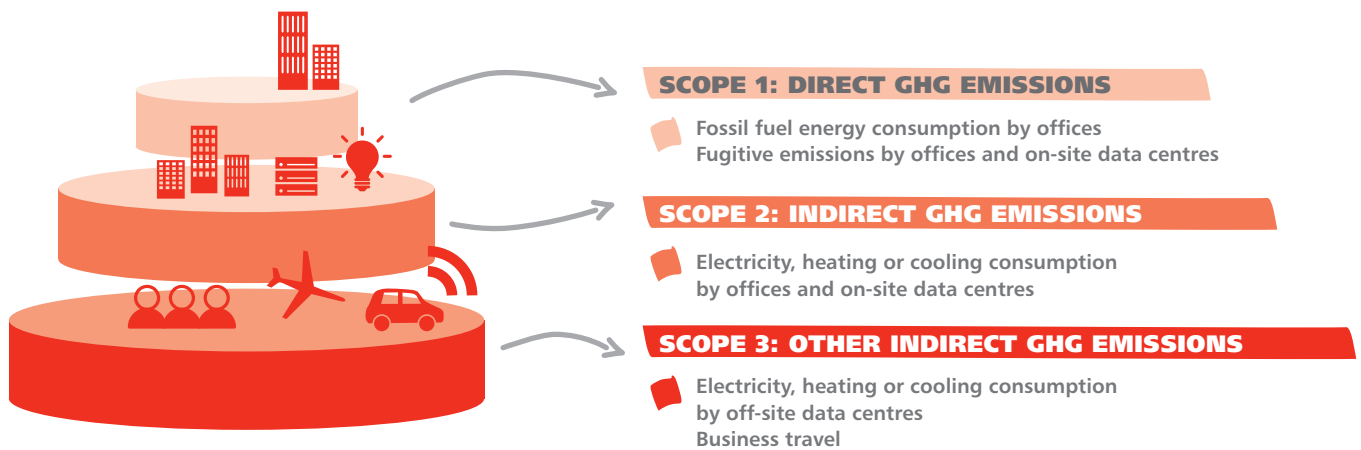 SCOPE 1: DIRECT GHG EMISSIONS
Fossil fuel energy consumption by offices
Fugitive emissions by offices and on-site data centres
SCOPE 2: INDIRECT GHG EMISSIONS
Electricity, heating or cooling consumption
by offices and on-site data centres
SCOPE 3: OTHER INDIRECT GHG EMISSIONS
Electricity, heating or cooling consumption
by off-site data centres
Business travel